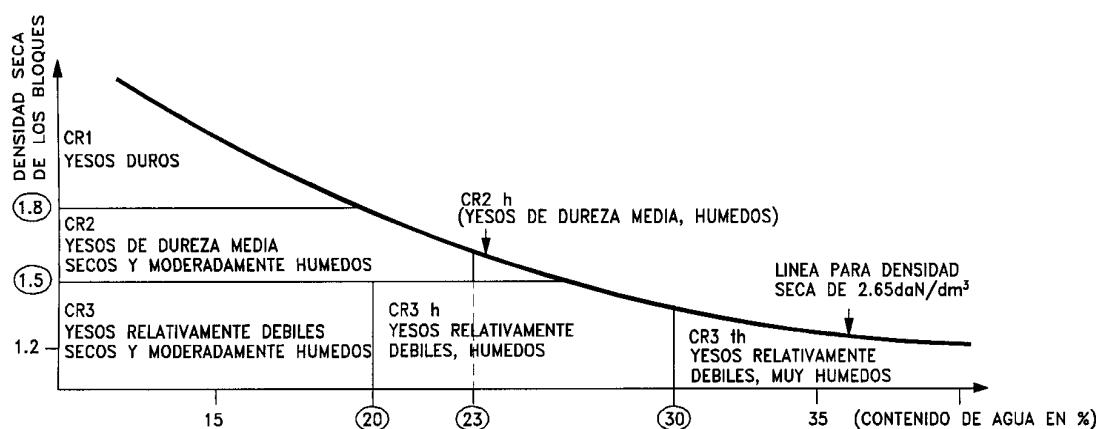 DENSIDAD SECA
DE LOS BLOQUES
CR1
YESOS DUROS
1.8
CR2
YESOS DE DUREZA MEDIA
SECOS Y MODERADAMENTE HUMEDOS
CR2 h
(YESOS DE DUREZA MEDIA, HUMEDOS)
1.5
LINEA PARA DENSIDAD
SECA DE 2.65daN/dm³
CR3
YESOS RELATIVAMENTE DEBILES
SECOS Y MODERADAMENTE HUMEDOS
CR3 h
YESOS RELATIVAMENTE
DEBILES, HUMEDOS
1.2
CR3 th
YESOS RELATIVAMENTE
DEBILES, MUY HUMEDOS
15 20 23 30 35 (CONTENIDO DE AGUA EN %)